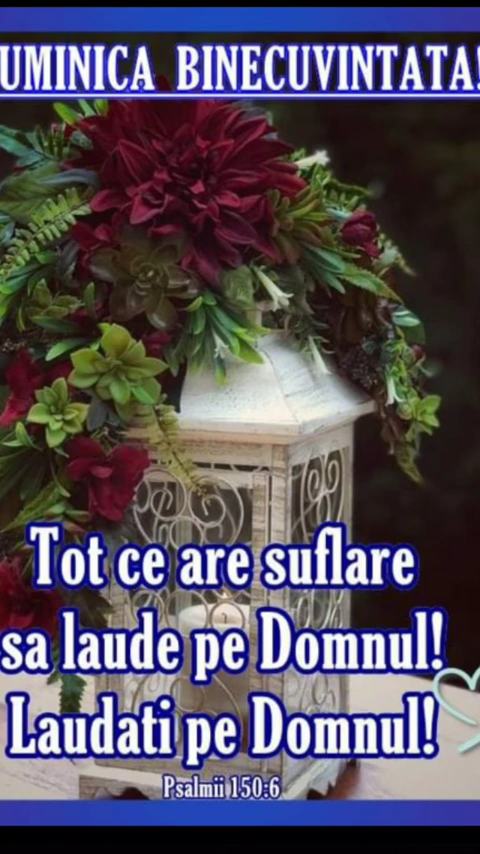 UMINICA BINECUVINTATA!
Tot ce are suflare
sa laude pe Domnul!
Laudati pe Domnul!
Psalmii 150:6